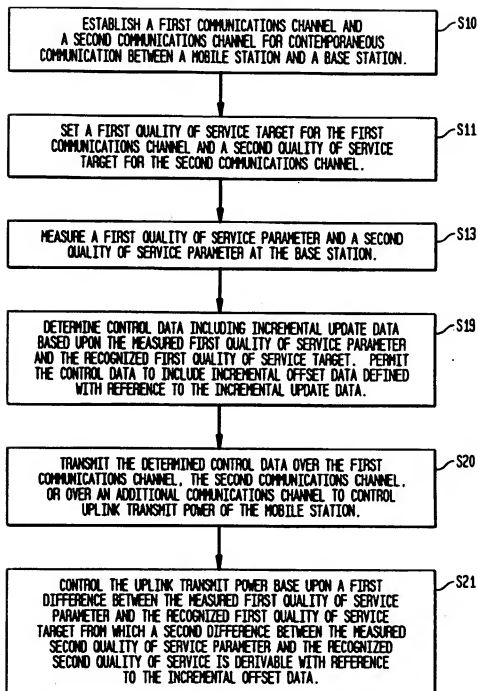 ESTABLISH A FIRST COMMUNICATIONS CHANNEL AND
A SECOND COMMUNICATIONS CHANNEL FOR CONTEMPORANEOUS
COMMUNICATION BETWEEN A MOBILE STATION AND A BASE STATION.
S10
SET A FIRST QUALITY OF SERVICE TARGET FOR THE FIRST
COMMUNICATIONS CHANNEL AND A SECOND QUALITY OF SERVICE
TARGET FOR THE SECOND COMMUNICATIONS CHANNEL.
S11
MEASURE A FIRST QUALITY OF SERVICE PARAMETER AND A SECOND
QUALITY OF SERVICE PARAMETER AT THE BASE STATION.
S13
DETERMINE CONTROL DATA INCLUDING INCREMENTAL UPDATE DATA
BASED UPON THE MEASURED FIRST QUALITY OF SERVICE PARAMETER
AND THE RECOGNIZED FIRST QUALITY OF SERVICE TARGET. PERMIT
THE CONTROL DATA TO INCLUDE INCREMENTAL OFFSET DATA DEFINED
WITH REFERENCE TO THE INCREMENTAL UPDATE DATA.
S19
TRANSMIT THE DETERMINED CONTROL DATA OVER THE FIRST
COMMUNICATIONS CHANNEL, THE SECOND COMMUNICATIONS CHANNEL,
OR OVER AN ADDITIONAL COMMUNICATIONS CHANNEL TO CONTROL
UPLINK TRANSMIT POWER OF THE MOBILE STATION.
S20
CONTROL THE UPLINK TRANSMIT POWER BASE UPON A FIRST
DIFFERENCE BETWEEN THE MEASURED FIRST QUALITY OF SERVICE
PARAMETER AND THE RECOGNIZED FIRST QUALITY OF SERVICE
TARGET FROM WHICH A SECOND DIFFERENCE BETWEEN THE MEASURED
SECOND QUALITY OF SERVICE PARAMETER AND THE RECOGNIZED
SECOND QUALITY OF SERVICE IS DERIVABLE WITH REFERENCE
TO THE INCREMENTAL OFFSET DATA.
S21